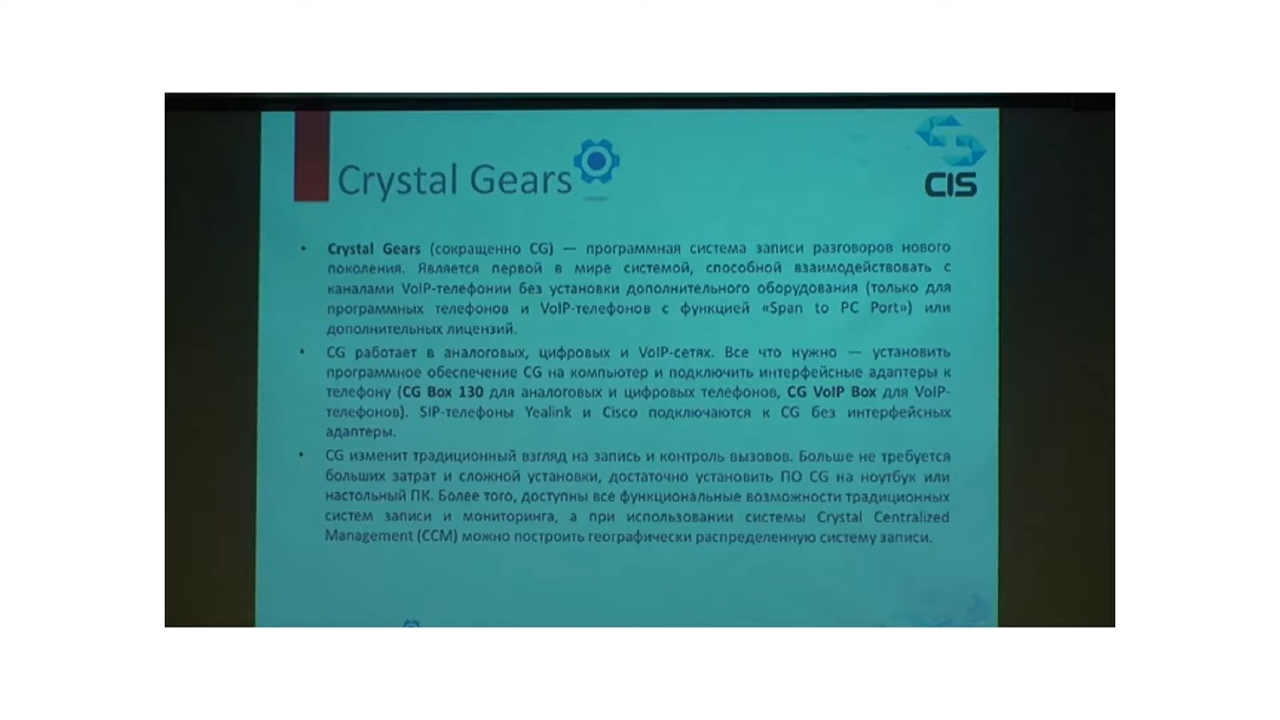 Crystal Gears
CIS
• Crystal Gears (сокращенно CG) — программная система записи разговоров нового
поколения. Является первой в мире системой, способной взаимодействовать с
каналами VoIP-телефонии без установки дополнительного оборудования (только для
программных телефонов и VoIP-телефонов с функцией «Span to PC Port») или
дополнительных лицензий.
• CG работает в аналоговых, цифровых и VoIP-сетях. Все что нужно — установить
программное обеспечение CG на компьютер и подключить интерфейсные адаптеры к
телефону (CG Box 130 для аналоговых и цифровых телефонов, CG VoIP Box для VoIP-
телефонов). SIP-телефоны Yealink и Cisco подключаются к CG без интерфейсных
адаптеры.
• CG изменит традиционный взгляд на запись и контроль вызовов. Больше не требуется
больших затрат и сложной установки, достаточно установить ПО CG на ноутбук или
настольный ПК. Более того, доступны все функциональные возможности традиционных
систем записи и мониторинга, а при использовании системы Crystal Centralized
Management (CCM) можно построить географически распределенную систему записи.